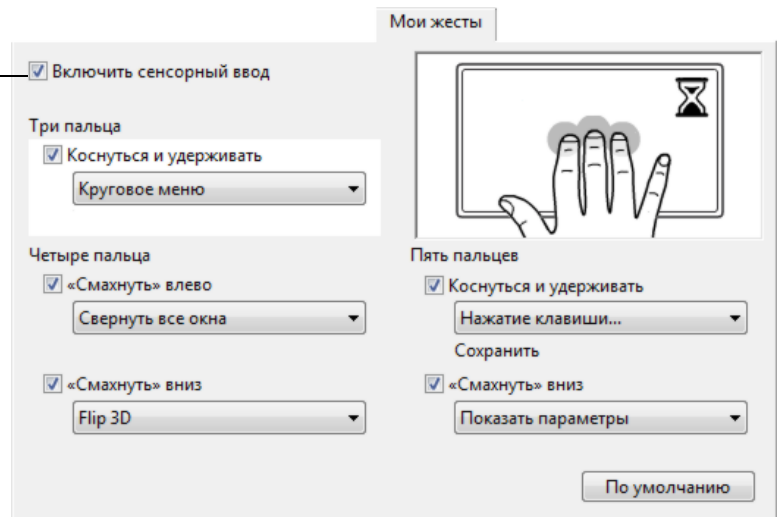 Мои жесты
Включить сенсорный ввод
Три пальца
Коснуться и удерживать
Круговое меню
Четыре пальца
«Смахнуть» влево
Свернуть все окна
«Смахнуть» вниз
Flip 3D
Пять пальцев
Коснуться и удерживать
Нажатие клавиши...
Сохранить
«Смахнуть» вниз
Показать параметры
По умолчанию